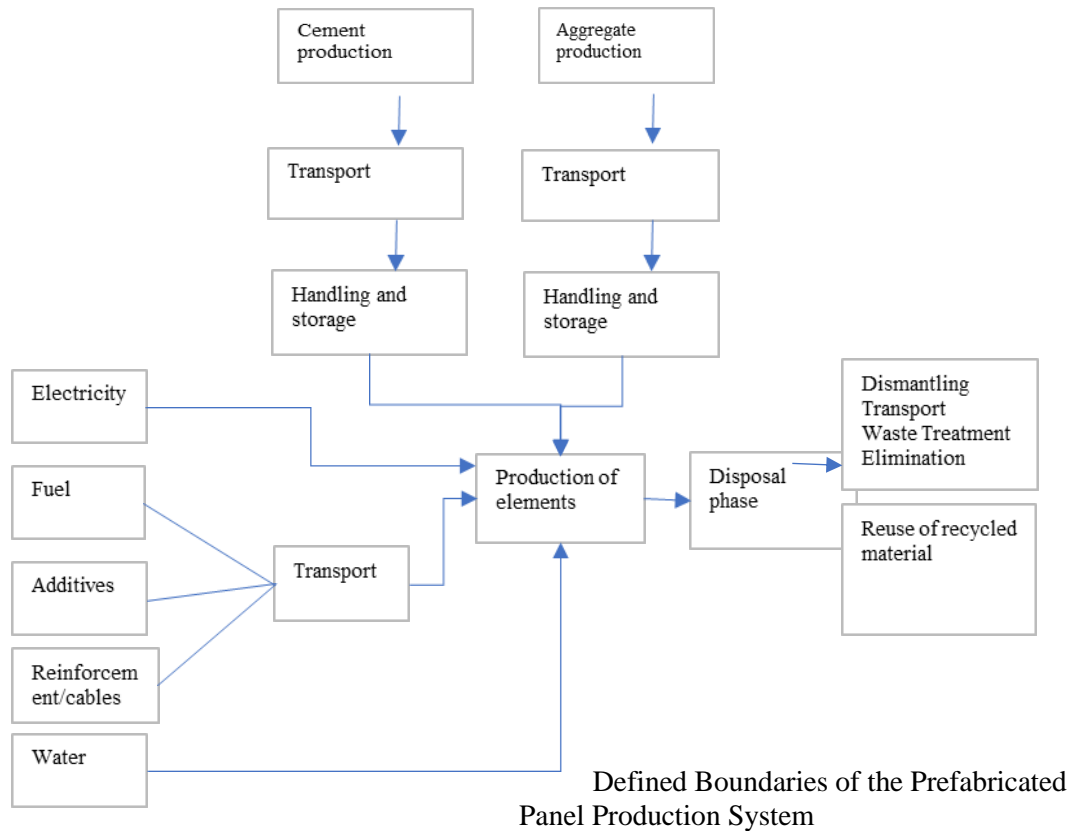 Cement
production
Aggregate
production
Transport
Transport
Handling and
storage
Handling and
storage
Electricity
Fuel
Additives
Reinforcem
ent/cables
Water
Transport
Production of
elements
Disposal
phase
Dismantling
Transport
Waste Treatment
Elimination
Reuse of recycled
material
Defined Boundaries of the Prefabricated
Panel Production System